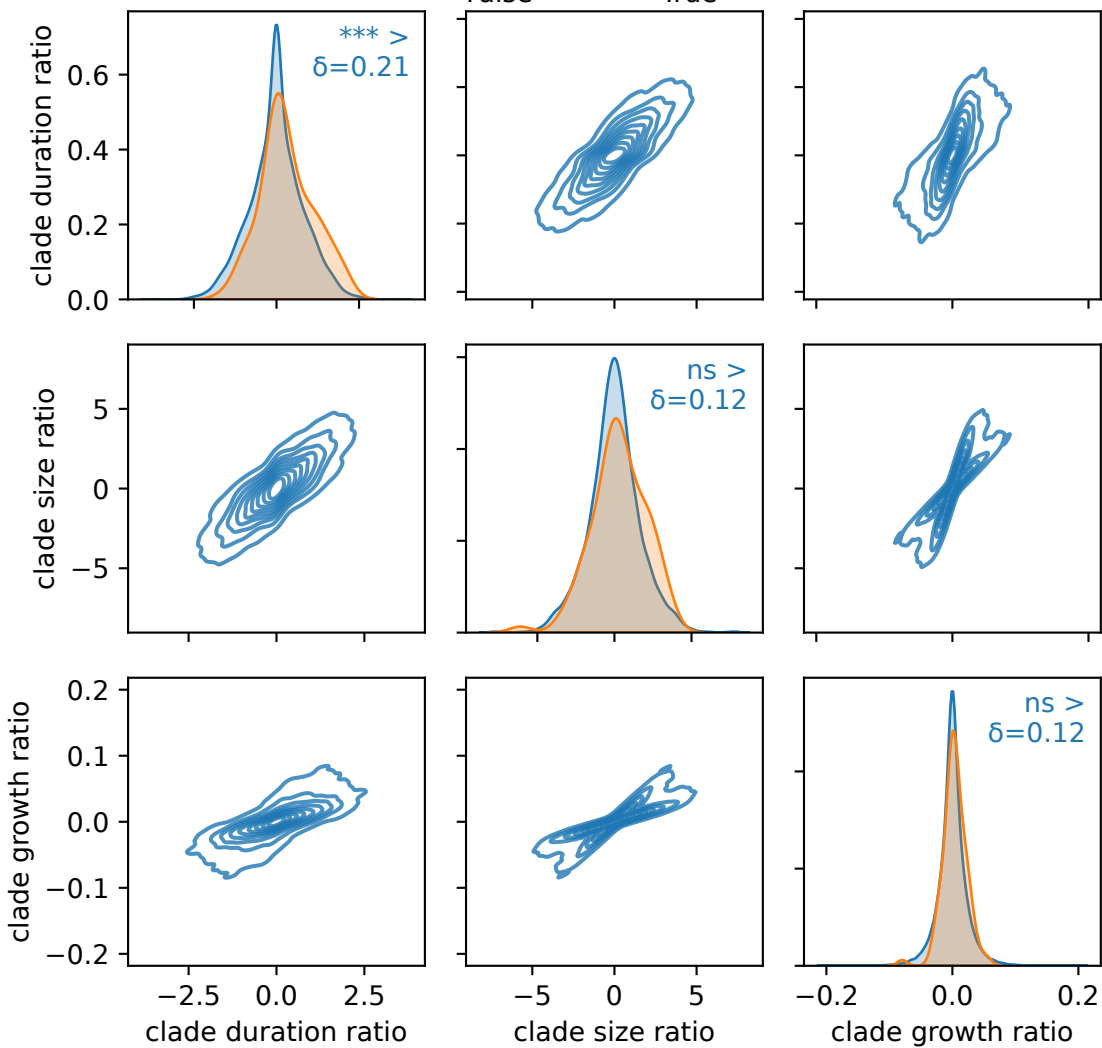 False True
clade duration ratio
0.6
0.4
0.2
0.0
*** >
δ=0.21
clade size ratio
5
0
−5
ns >
δ=0.12
clade growth ratio
0.2
0.1
0.0
−0.1
−0.2
ns >
δ=0.12
−2.5 0.0 2.5
−5 0 5
−0.2 0.0 0.2
clade duration ratio
clade size ratio
clade growth ratio